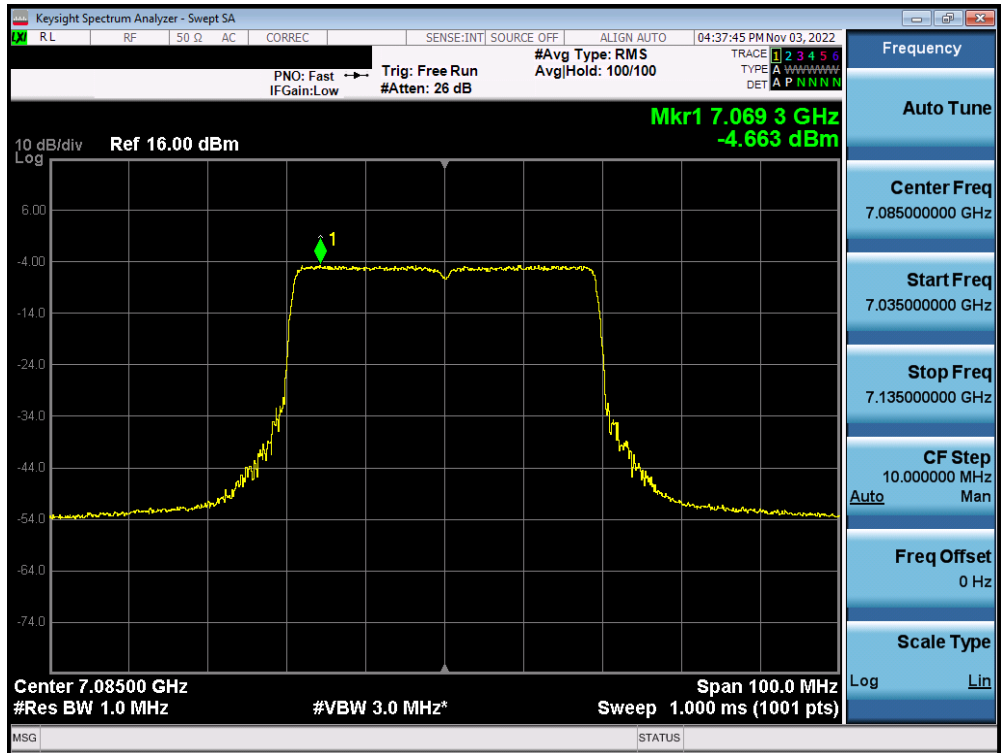 Keysight Spectrum Analyzer - Swept SA
LXI RL RF 50 Ω AC CORREC SENSE:INT SOURCE OFF ALIGN AUTO 04:37:45 PM Nov 03, 2022
PNO: Fast
IFGain:Low
Trig: Free Run
#Atten: 26 dB
#Avg Type: RMS
Avg|Hold: 100/100
TRACE 1 2 3 4 5 6
TYPE A WWWWW
DET A P N N N N
Mkr1 7.069 3 GHz
-4.663 dBm
10 dB/div Ref 16.00 dBm
Log
6.00
1
-4.00
-14.0
-24.0
-34.0
-44.0
-54.0
-64.0
-74.0
Center 7.08500 GHz Span 100.0 MHz
#Res BW 1.0 MHz #VBW 3.0 MHz* Sweep 1.000 ms (1001 pts)
MSG STATUS
Frequency
Auto Tune
Center Freq
7.085000000 GHz
Start Freq
7.035000000 GHz
Stop Freq
7.135000000 GHz
CF Step
10.000000 MHz
Auto Man
Freq Offset
0 Hz
Scale Type
Log Lin